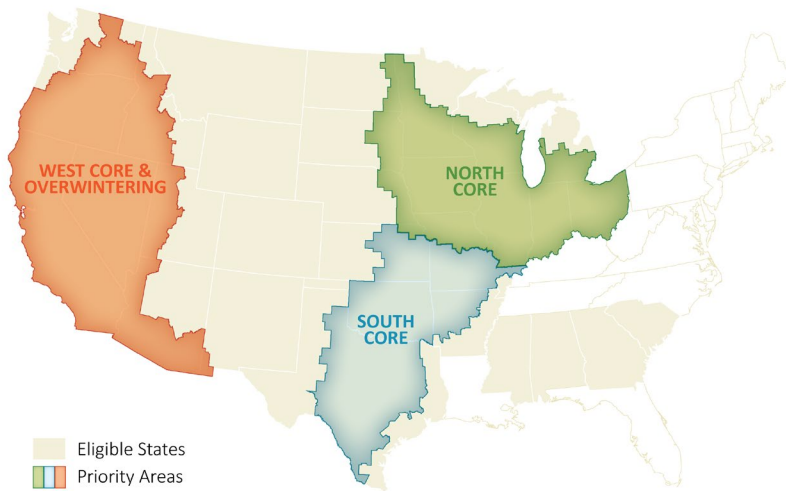 WEST CORE &
OVERWINTERING
NORTH
CORE
SOUTH
CORE
Eligible States
Priority Areas